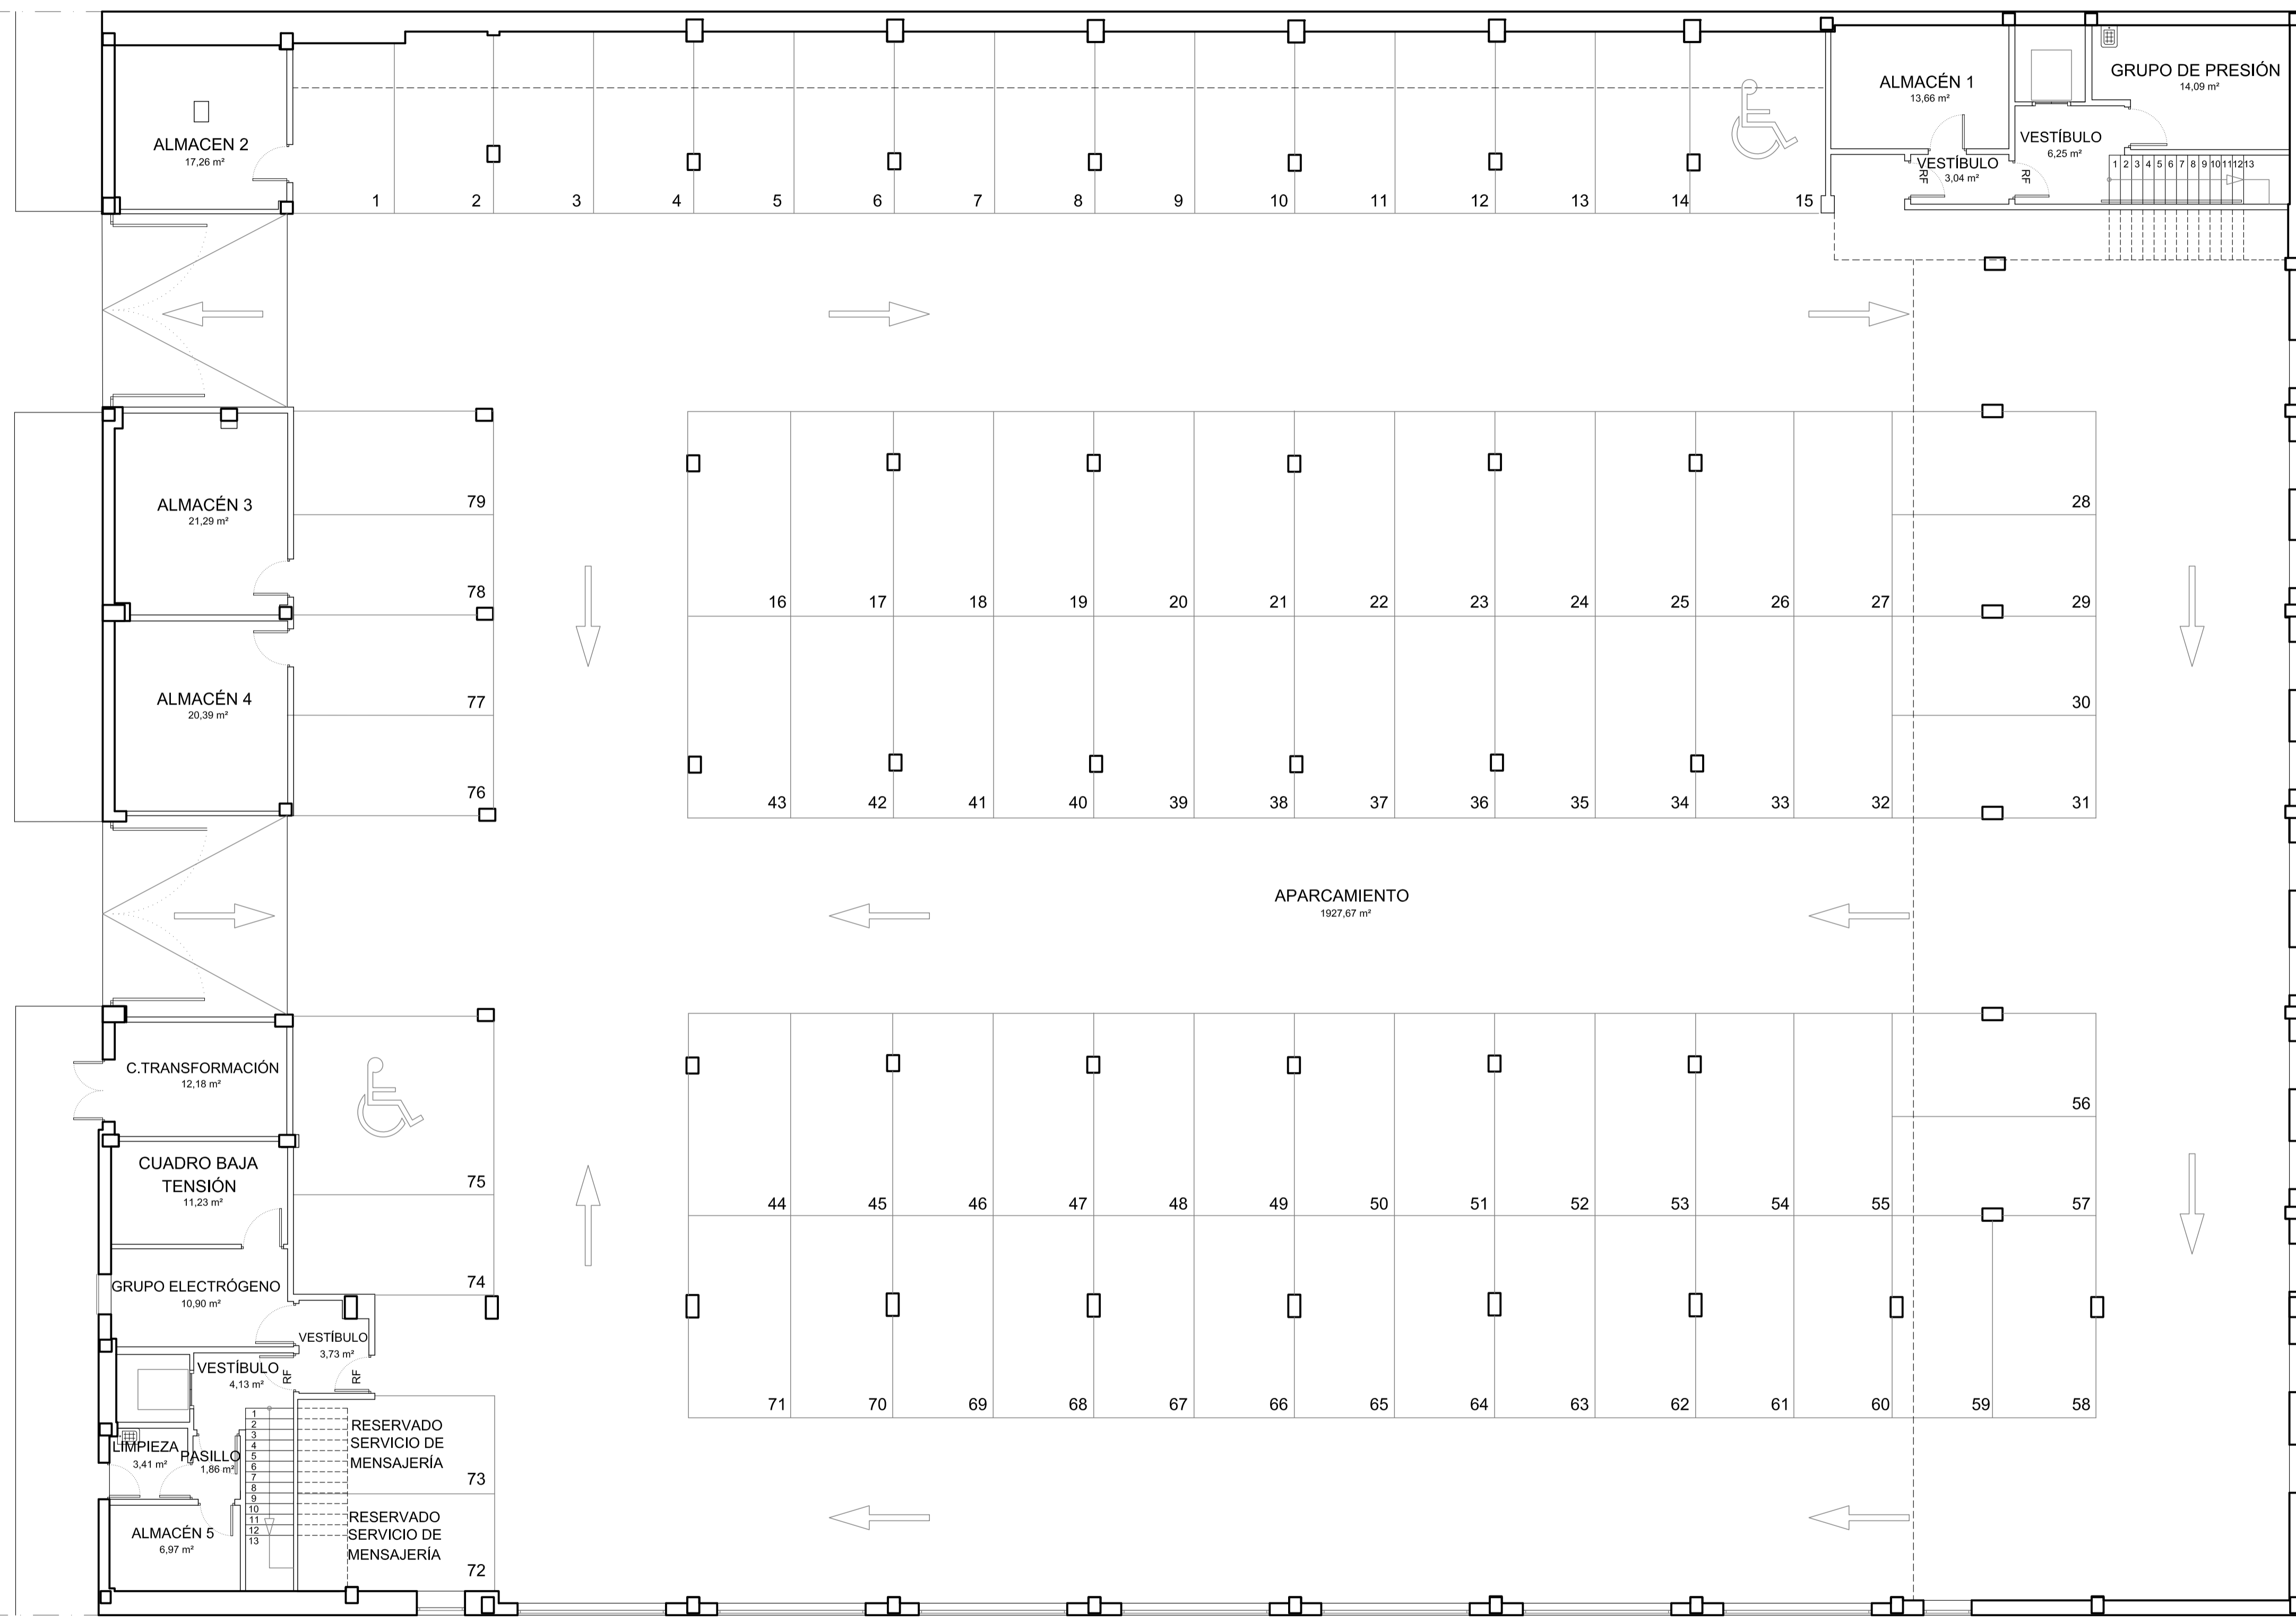 ALMACEN 2
17,26 m²
1 2 3 4 5 6 7 8 9 10 11 12 13 14 15
ALMACÉN 1
13,66 m²
GRUPO DE PRESIÓN
14,09 m²
VESTÍBULO
6,25 m²
VESTÍBULO
3,04 m²
RF
RF
1 2 3 4 5 6 7 8 9 10 11 12 13
ALMACÉN 3
21,29 m²
79
78
28
16 17 18 19 20 21 22 23 24 25 26 27 29
ALMACÉN 4
20,39 m²
77
76
30
43 42 41 40 39 38 37 36 35 34 33 32 31
APARCAMIENTO
1927,67 m²
C.TRANSFORMACIÓN
12,18 m²
CUADRO BAJA
TENSIÓN
11,23 m²
75
74
56
44 45 46 47 48 49 50 51 52 53 54 55 57
GRUPO ELECTRÓGENO
10,90 m²
VESTÍBULO
3,73 m²
VESTÍBULO
4,13 m²
RF
RF
71 70 69 68 67 66 65 64 63 62 61 60 59 58
LIMPIEZA
3,41 m²
PASILLO
1,86 m²
1
2
3
4
5
6
7
8
9
10
11
12
13
RESERVADO
SERVICIO DE
MENSAJERÍA
73
RESERVADO
SERVICIO DE
MENSAJERÍA
72
ALMACÉN 5
6,97 m²